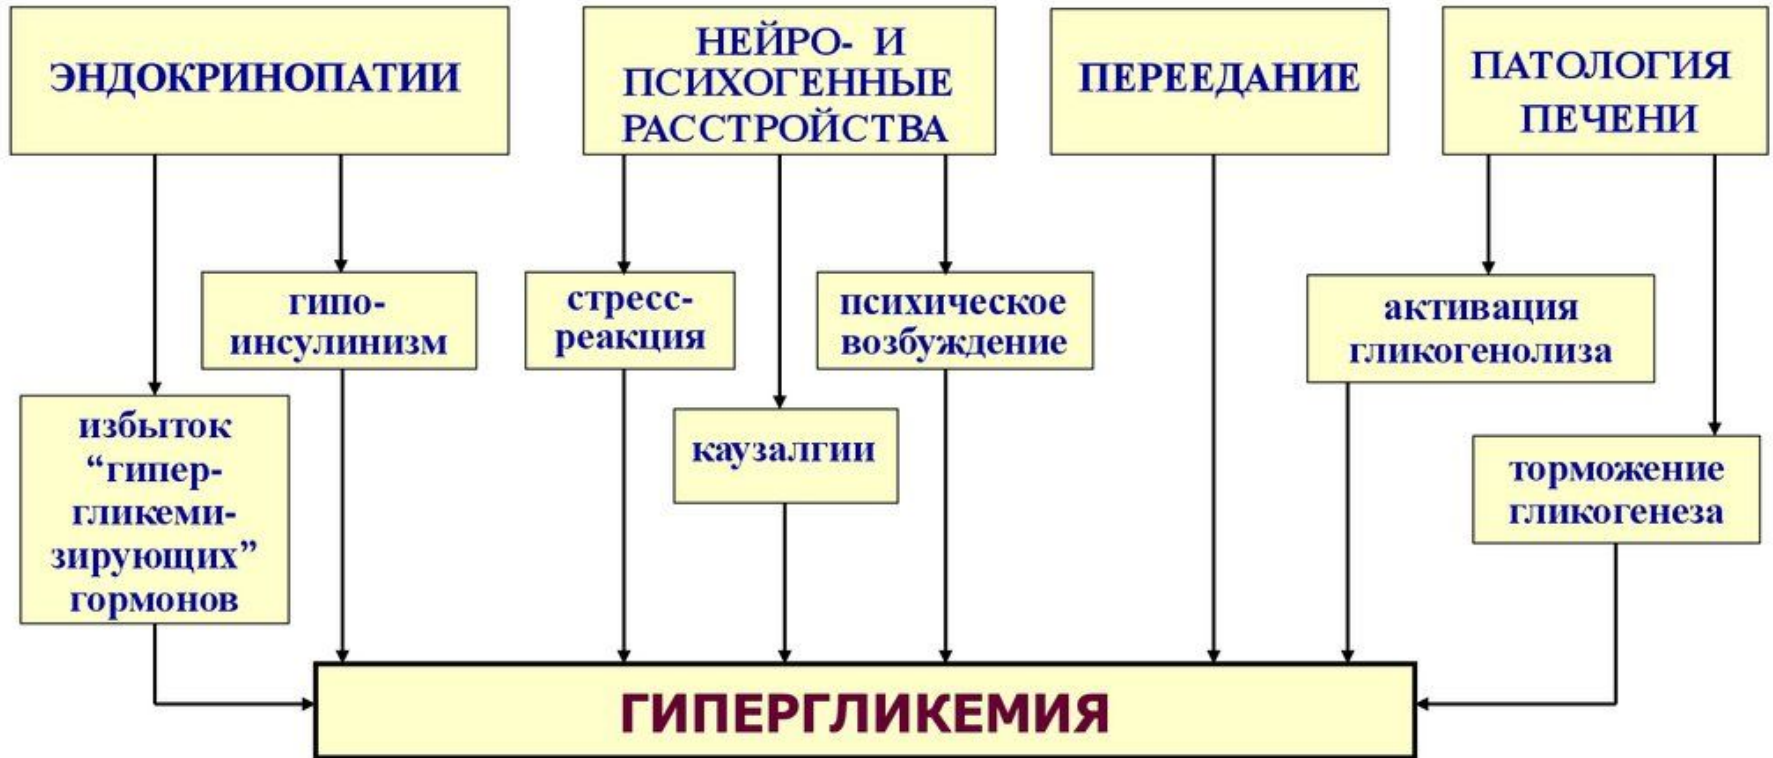 ЭНДОКРИНОПАТИИ
НЕЙРО- И
ПСИХОГЕННЫЕ
РАССТРОЙСТВА
ПЕРЕЕДАНИЕ
ПАТОЛОГИЯ
ПЕЧЕНИ
гипо-
инсулинизм
стресс-
реакция
психическое
возбуждение
активация
гликогенолиза
избыток
“гипер-
гликеми-
зирующих”
гормонов
каузалгии
торможение
гликогенеза
ГИПЕРГЛИКЕМИЯ